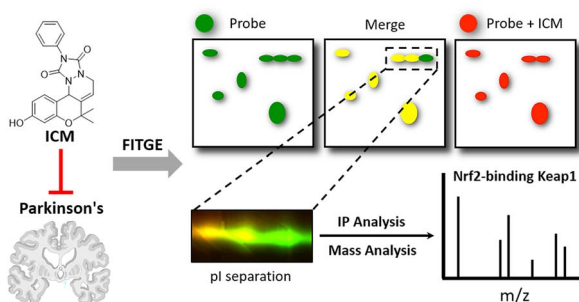 Probe
Merge
Probe + ICM
O
N
N
O
N
HO
O
ICM
FITGE
Parkinson's
pI separation
IP Analysis
Mass Analysis
Nrf2-binding Keap1
m/z